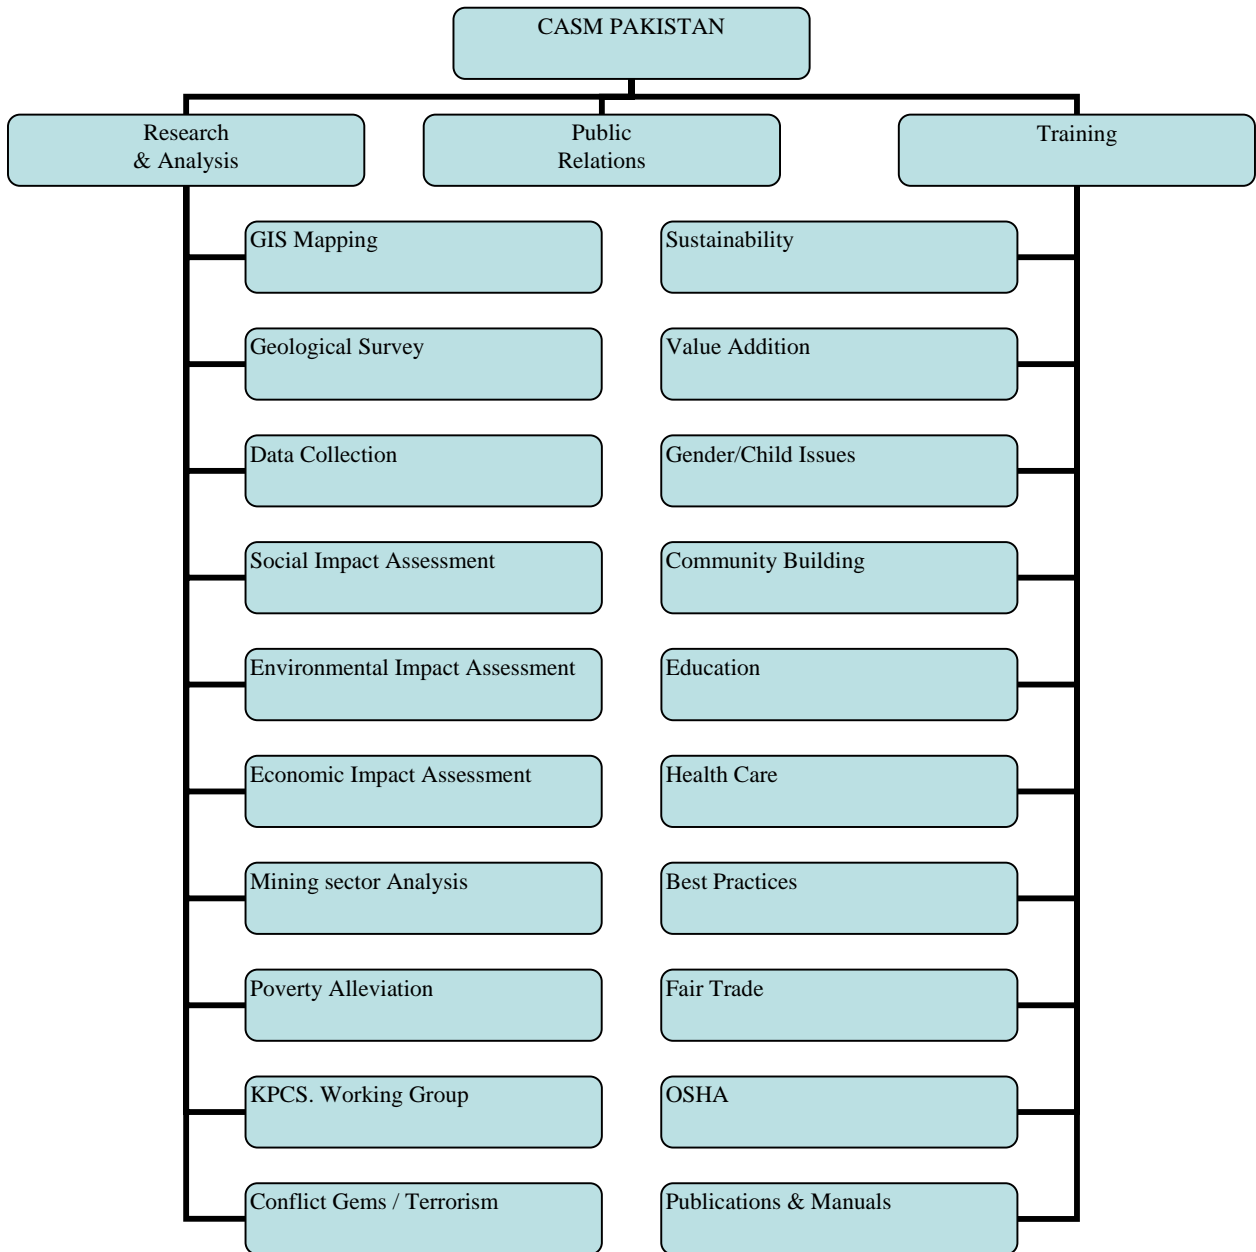 CASM PAKISTAN
Research
& Analysis
Public
Relations
Training
GIS Mapping
Sustainability
Geological Survey
Value Addition
Data Collection
Gender/Child Issues
Social Impact Assessment
Community Building
Environmental Impact Assessment
Education
Economic Impact Assessment
Health Care
Mining sector Analysis
Best Practices
Poverty Alleviation
Fair Trade
KPCS. Working Group
OSHA
Conflict Gems / Terrorism
Publications & Manuals